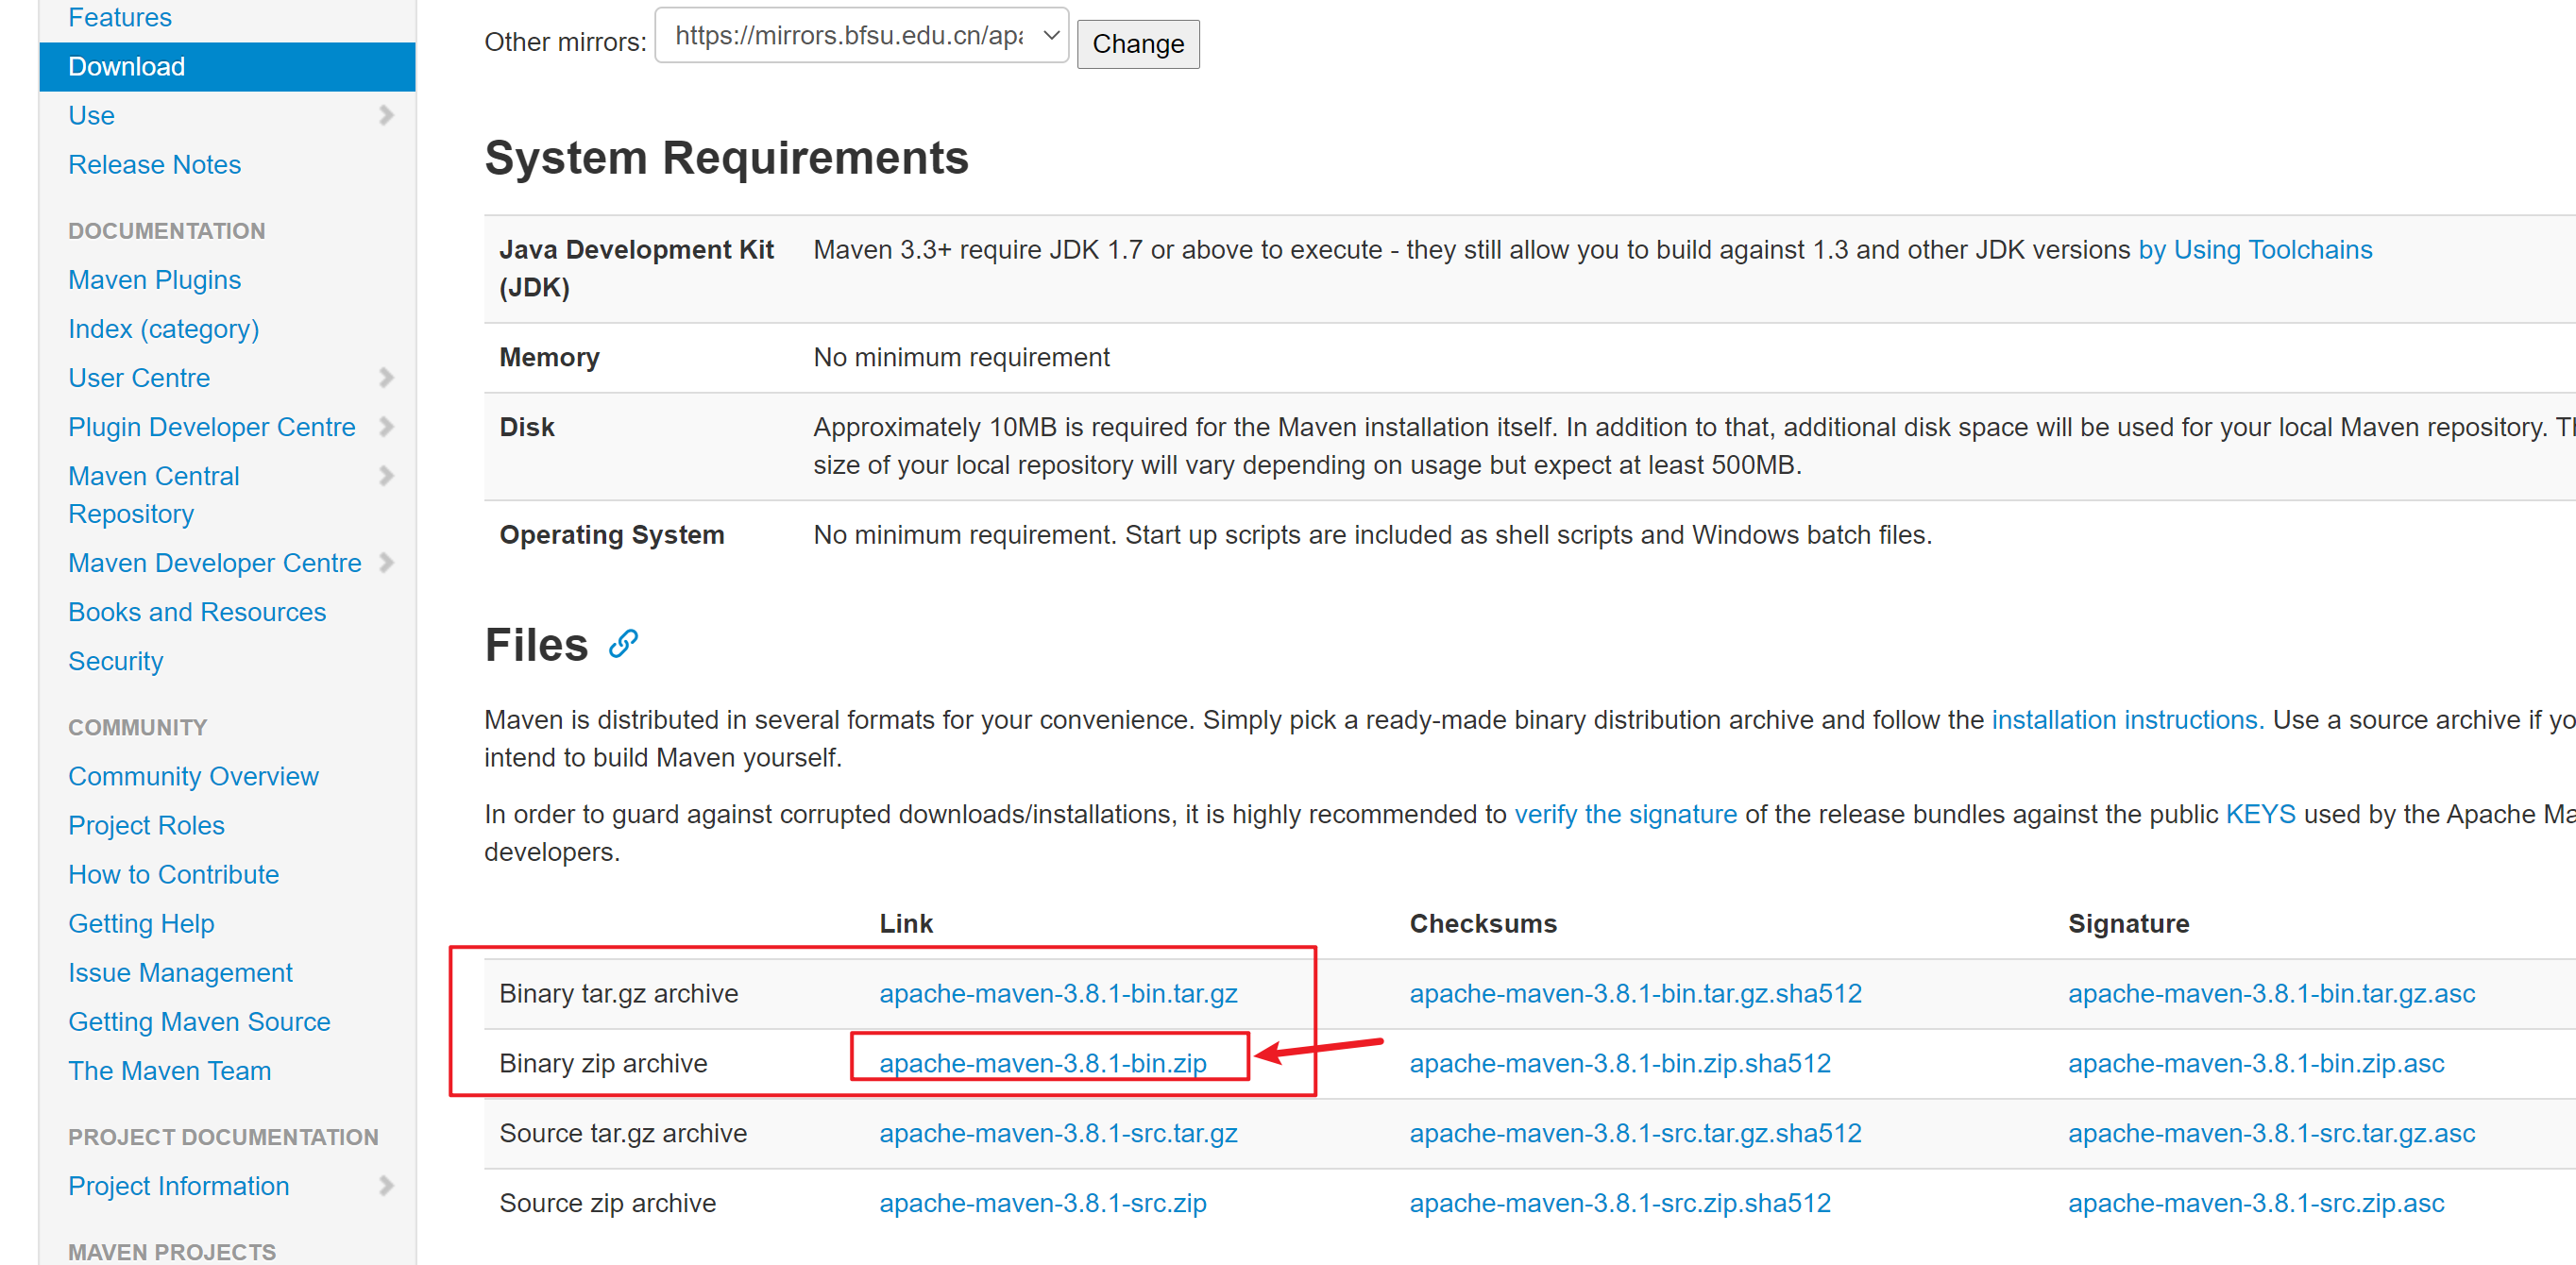 Features
Download
Use
Release Notes
DOCUMENTATION
Maven Plugins
Index (category)
User Centre
Plugin Developer Centre
Maven Central
Repository
Maven Developer Centre
Books and Resources
Security
COMMUNITY
Community Overview
Project Roles
How to Contribute
Getting Help
Issue Management
Getting Maven Source
The Maven Team
PROJECT DOCUMENTATION
Project Information
MAVEN PROJECTS
Other mirrors: https://mirrors.bfsu.edu.cn/apa Change
System Requirements
Java Development Kit Maven 3.3+ require JDK 1.7 or above to execute - they still allow you to build against 1.3 and other JDK versions by Using Toolchains
(JDK)
Memory No minimum requirement
Disk Approximately 10MB is required for the Maven installation itself. In addition to that, additional disk space will be used for your local Maven repository.
size of your local repository will vary depending on usage but expect at least 500MB.
Operating System No minimum requirement. Start up scripts are included as shell scripts and Windows batch files.
Files
Maven is distributed in several formats for your convenience. Simply pick a ready-made binary distribution archive and follow the installation instructions. Use a source archive if yo
intend to build Maven yourself.
In order to guard against corrupted downloads/installations, it is highly recommended to verify the signature of the release bundles against the public KEYS used by the Apache Ma
developers.
Link Checksums Signature
Binary tar.gz archive apache-maven-3.8.1-bin.tar.gz apache-maven-3.8.1-bin.tar.gz.sha512 apache-maven-3.8.1-bin.tar.gz.asc
Binary zip archive apache-maven-3.8.1-bin.zip apache-maven-3.8.1-bin.zip.sha512 apache-maven-3.8.1-bin.zip.asc
Source tar.gz archive apache-maven-3.8.1-src.tar.gz apache-maven-3.8.1-src.tar.gz.sha512 apache-maven-3.8.1-src.tar.gz.asc
Source zip archive apache-maven-3.8.1-src.zip apache-maven-3.8.1-src.zip.sha512 apache-maven-3.8.1-src.zip.asc